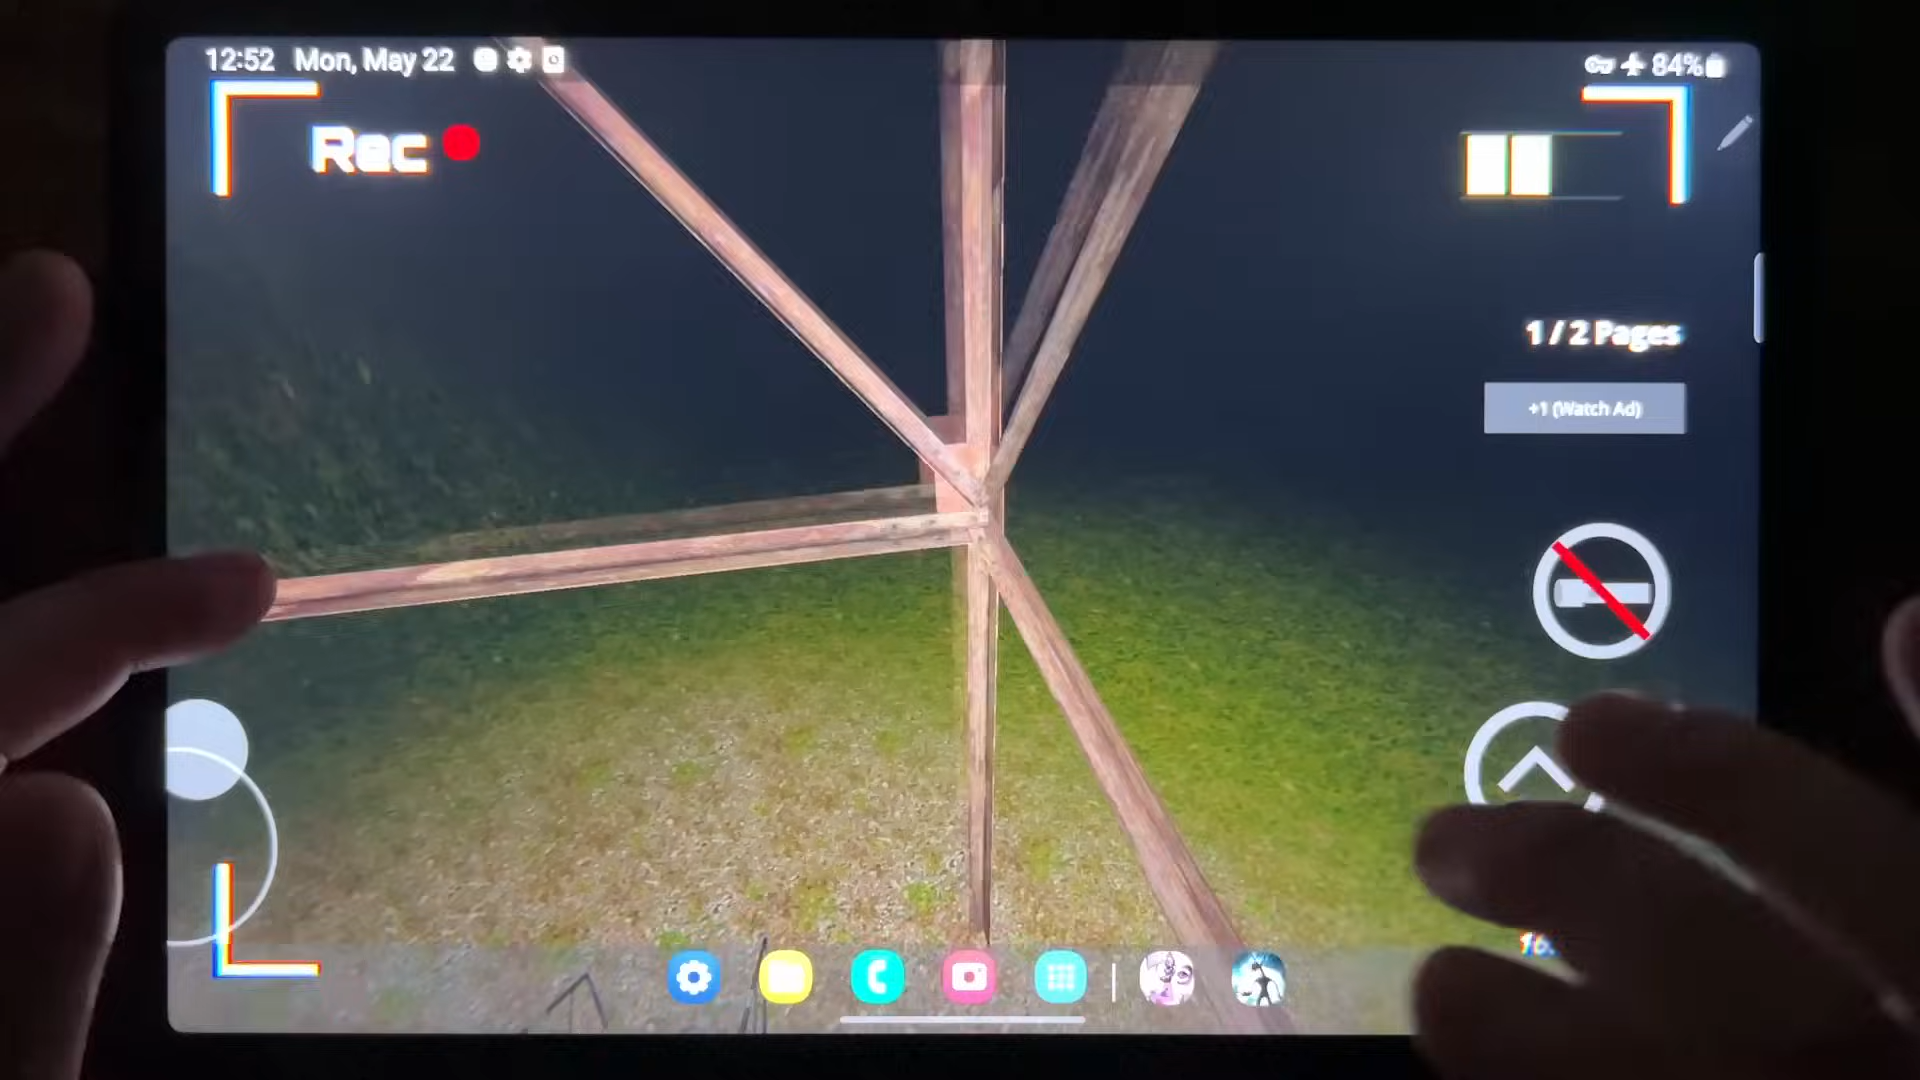 12:52 Mon, May 22
84%
Rec
1 / 2 Pages
+1 (Watch Ad)